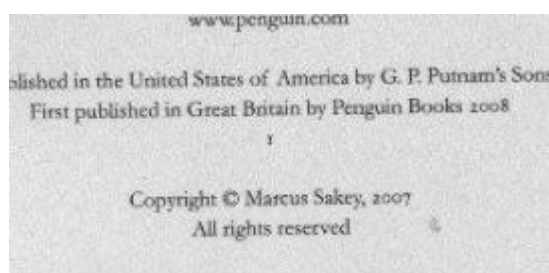 www.penguin.com
blished in the United States of America by G. P. Putnam's Sons
First published in Great Britain by Penguin Books 2008
1
Copyright © Marcus Sakey, 2007
All rights reserved